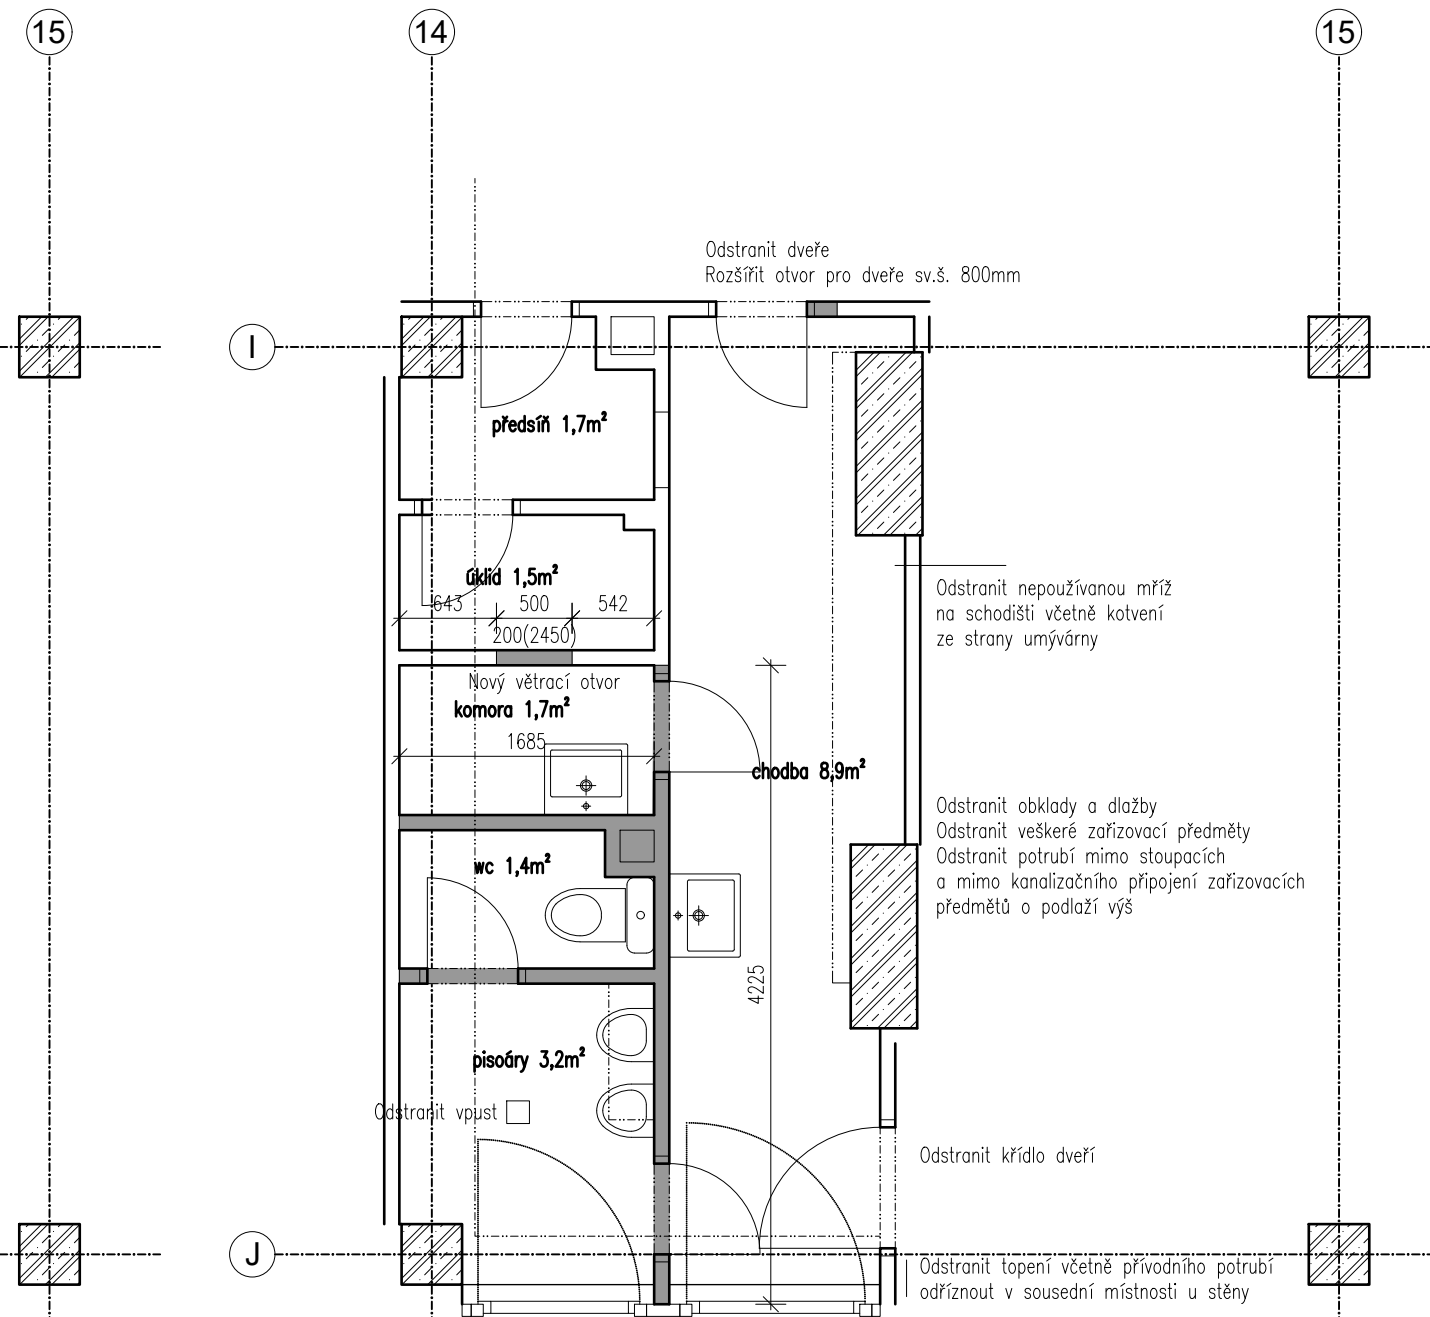 15
14
15
Odstranit dveře
Rozšířit otvor pro dveře sv.š. 800mm
I
předsíň 1,7m²
úklid 1,5m²
643
500
542
200(2450)
Odstranit nepoužívanou mříž
na schodišti včetně kotvení
ze strany umývárny
Nový větrací otvor
komora 1,7m²
1685
chodba 8,9m²
Odstranit obklady a dlažby
Odstranit veškeré zařizovací předměty
Odstranit potrubí mimo stoupacích
a mimo kanalizačního připojení zařizovacích
předmětů o podlaží výš
wc 1,4m²
4225
pisoáry 3,2m²
Odstranit vpust
Odstranit křídlo dveří
J
Odstranit topení včetně přívodního potrubí
odříznout v sousední místnosti u stěny